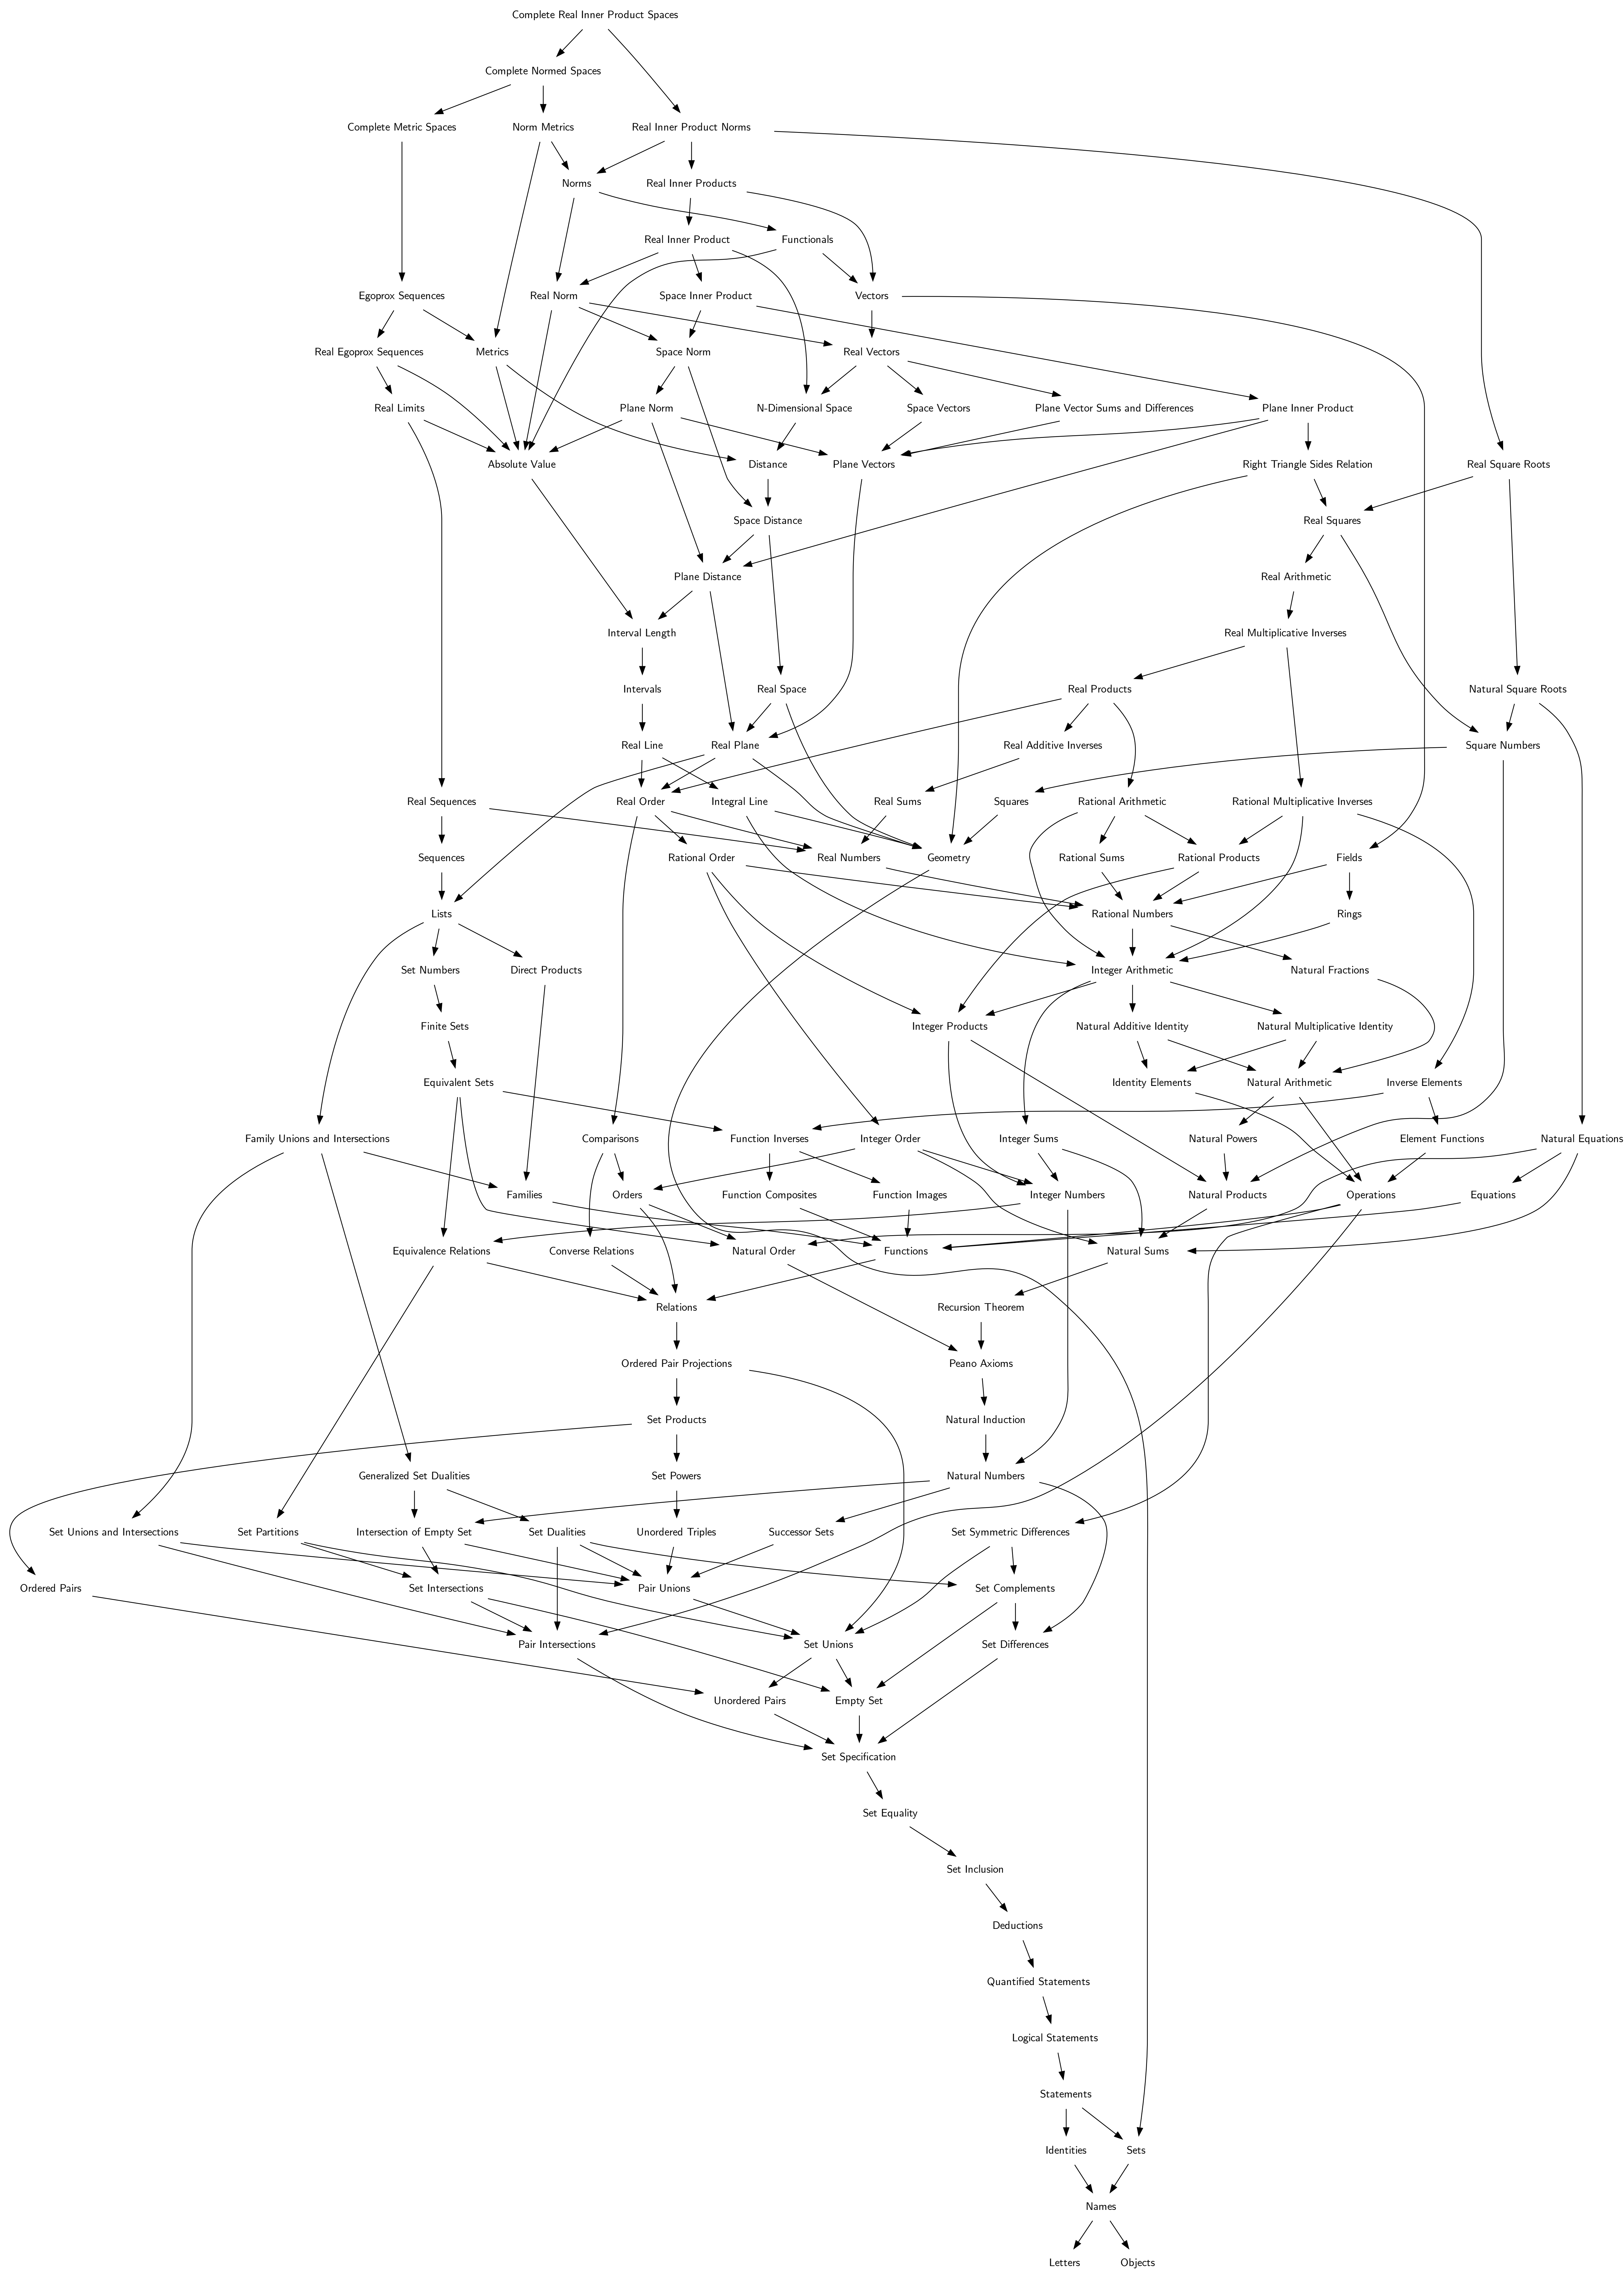 Complete Real Inner Product Spaces
Complete Normed Spaces
Complete Metric Spaces
Norm Metrics
Real Inner Product Norms
Norms
Real Inner Products
Real Inner Product
Functionals
Egoprox Sequences
Real Norm
Space Inner Product
Vectors
Real Egoprox Sequences
Metrics
Space Norm
Real Vectors
Real Limits
Plane Norm
N-Dimensional Space
Space Vectors
Plane Vector Sums and Differences
Plane Inner Product
Absolute Value
Distance
Plane Vectors
Right Triangle Sides Relation
Real Square Roots
Space Distance
Real Squares
Plane Distance
Real Arithmetic
Interval Length
Real Multiplicative Inverses
Intervals
Real Space
Real Products
Natural Square Roots
Real Line
Real Plane
Real Additive Inverses
Square Numbers
Real Sequences
Real Order
Integral Line
Real Sums
Squares
Rational Arithmetic
Rational Multiplicative Inverses
Sequences
Rational Order
Real Numbers
Geometry
Rational Sums
Rational Products
Fields
Lists
Rational Numbers
Rings
Set Numbers
Direct Products
Integer Arithmetic
Natural Fractions
Finite Sets
Integer Products
Natural Additive Identity
Natural Multiplicative Identity
Equivalent Sets
Identity Elements
Natural Arithmetic
Inverse Elements
Family Unions and Intersections
Comparisons
Function Inverses
Integer Order
Integer Sums
Natural Powers
Element Functions
Natural Equations
Families
Orders
Function Composites
Function Images
Integer Numbers
Natural Products
Operations
Equations
Equivalence Relations
Converse Relations
Natural Order
Functions
Natural Sums
Relations
Recursion Theorem
Ordered Pair Projections
Peano Axioms
Set Products
Natural Induction
Generalized Set Dualities
Set Powers
Natural Numbers
Set Unions and Intersections
Set Partitions
Intersection of Empty Set
Set Dualities
Unordered Triples
Successor Sets
Set Symmetric Differences
Ordered Pairs
Set Intersections
Pair Unions
Set Complements
Pair Intersections
Set Unions
Set Differences
Unordered Pairs
Empty Set
Set Specification
Set Equality
Set Inclusion
Deductions
Quantified Statements
Logical Statements
Statements
Identities
Sets
Names
Letters
Objects